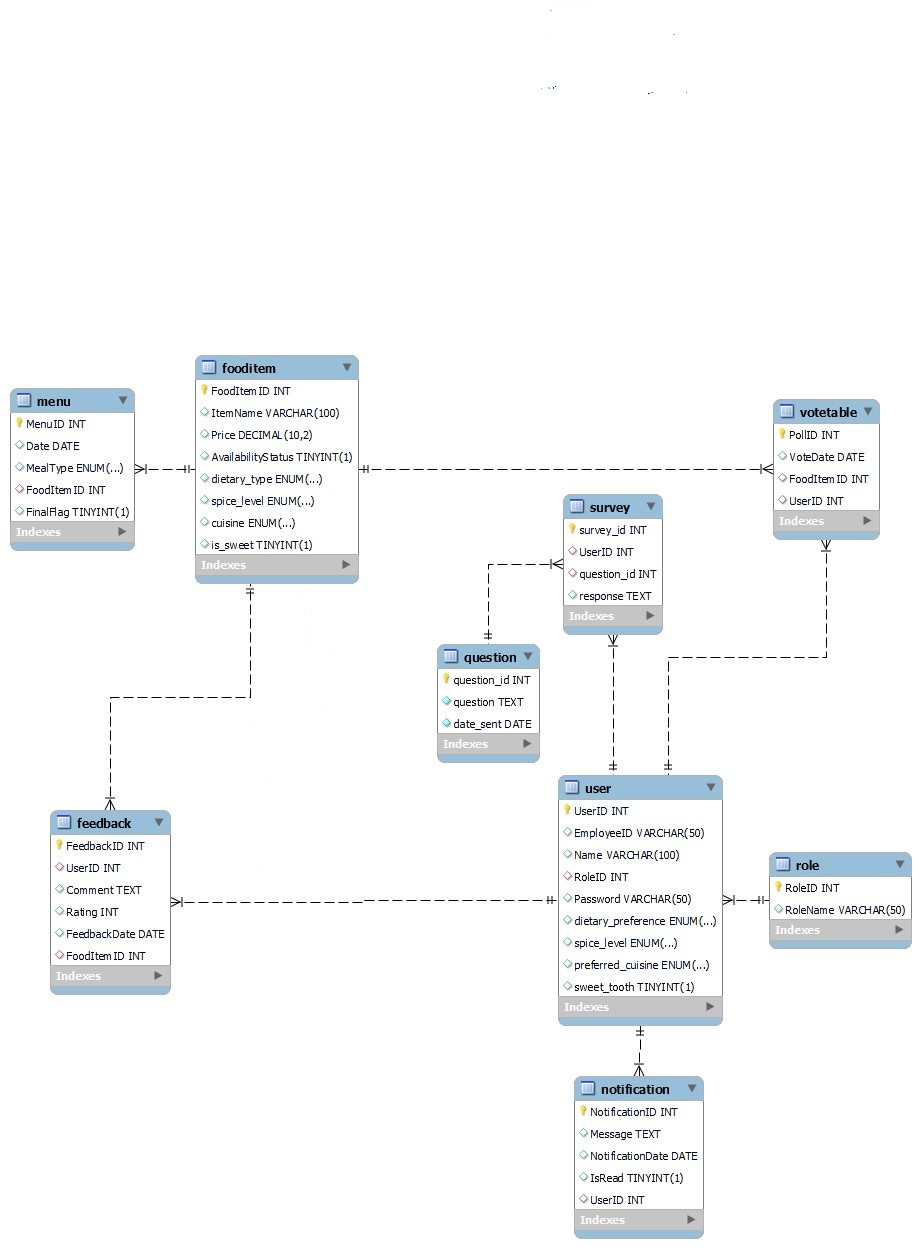 fooditem
FoodItemID INT
ItemName VARCHAR(100)
Price DECIMAL(10,2)
AvailabilityStatus TINYINT(1)
dietary_type ENUM(...)
spice_level ENUM(...)
cuisine ENUM(...)
is_sweet TINYINT(1)
Indexes
menu
MenuID INT
Date DATE
MealType ENUM(...)
FoodItemID INT
FinalFlag TINYINT(1)
Indexes
votetable
PollID INT
VoteDate DATE
FoodItemID INT
UserID INT
Indexes
survey
survey_id INT
UserID INT
question_id INT
response TEXT
Indexes
question
question_id INT
question TEXT
date_sent DATE
Indexes
user
UserID INT
EmployeeID VARCHAR(50)
Name VARCHAR(100)
RoleID INT
Password VARCHAR(50)
dietary_preference ENUM(...)
spice_level ENUM(...)
preferred_cuisine ENUM(...)
sweet_tooth TINYINT(1)
Indexes
feedback
FeedbackID INT
UserID INT
Comment TEXT
Rating INT
FeedbackDate DATE
FoodItemID INT
Indexes
role
RoleID INT
RoleName VARCHAR(50)
Indexes
notification
NotificationID INT
Message TEXT
NotificationDate DATE
IsRead TINYINT(1)
UserID INT
Indexes